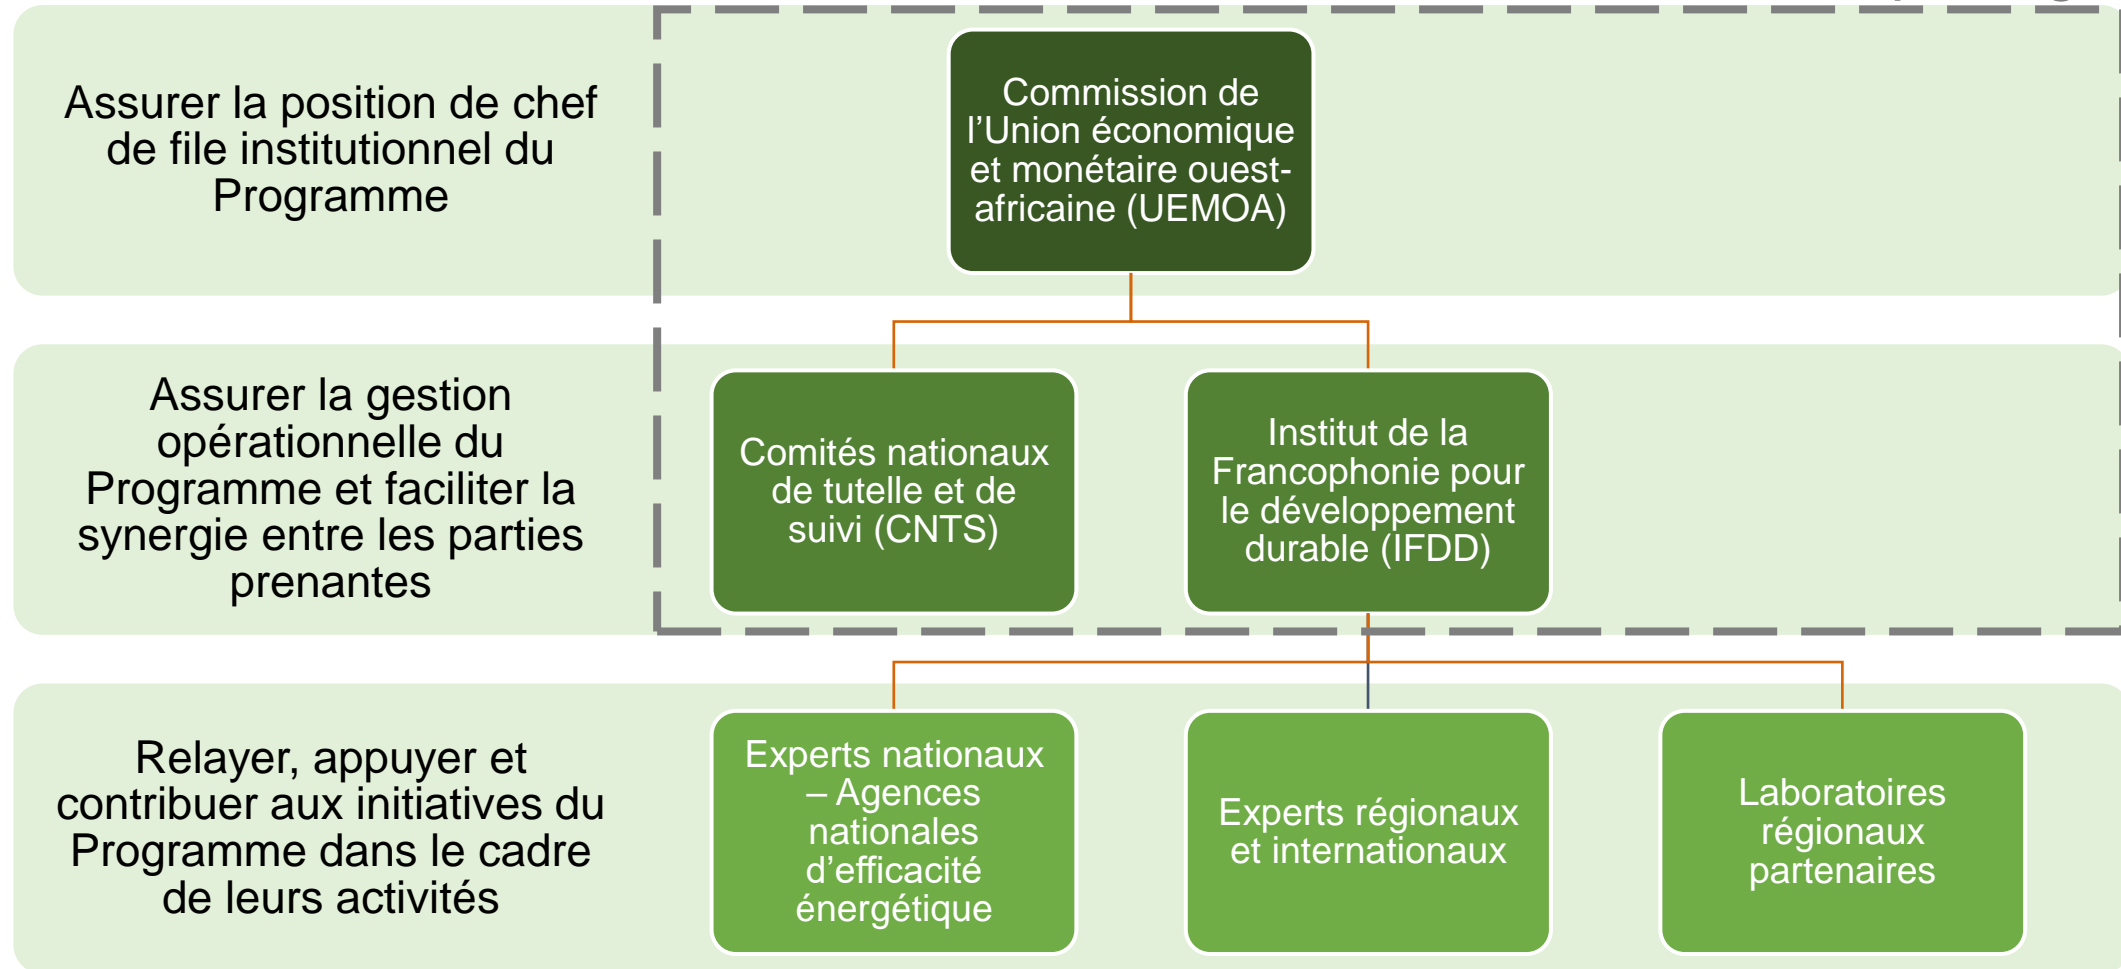 Assurer la position de chef
de file institutionnel du
Programme
Commission de
l’Union économique
et monétaire ouest-
africaine (UEMOA)
Assurer la gestion
opérationnelle du
Programme et faciliter la
synergie entre les parties
prenantes
Comités nationaux
de tutelle et de
suivi (CNTS)
Institut de la
Francophonie pour
le développement
durable (IFDD)
Relayer, appuyer et
contribuer aux initiatives du
Programme dans le cadre
de leurs activités
Experts nationaux
– Agences
nationales
d’efficacité
énergétique
Experts régionaux
et internationaux
Laboratoires
régionaux
partenaires